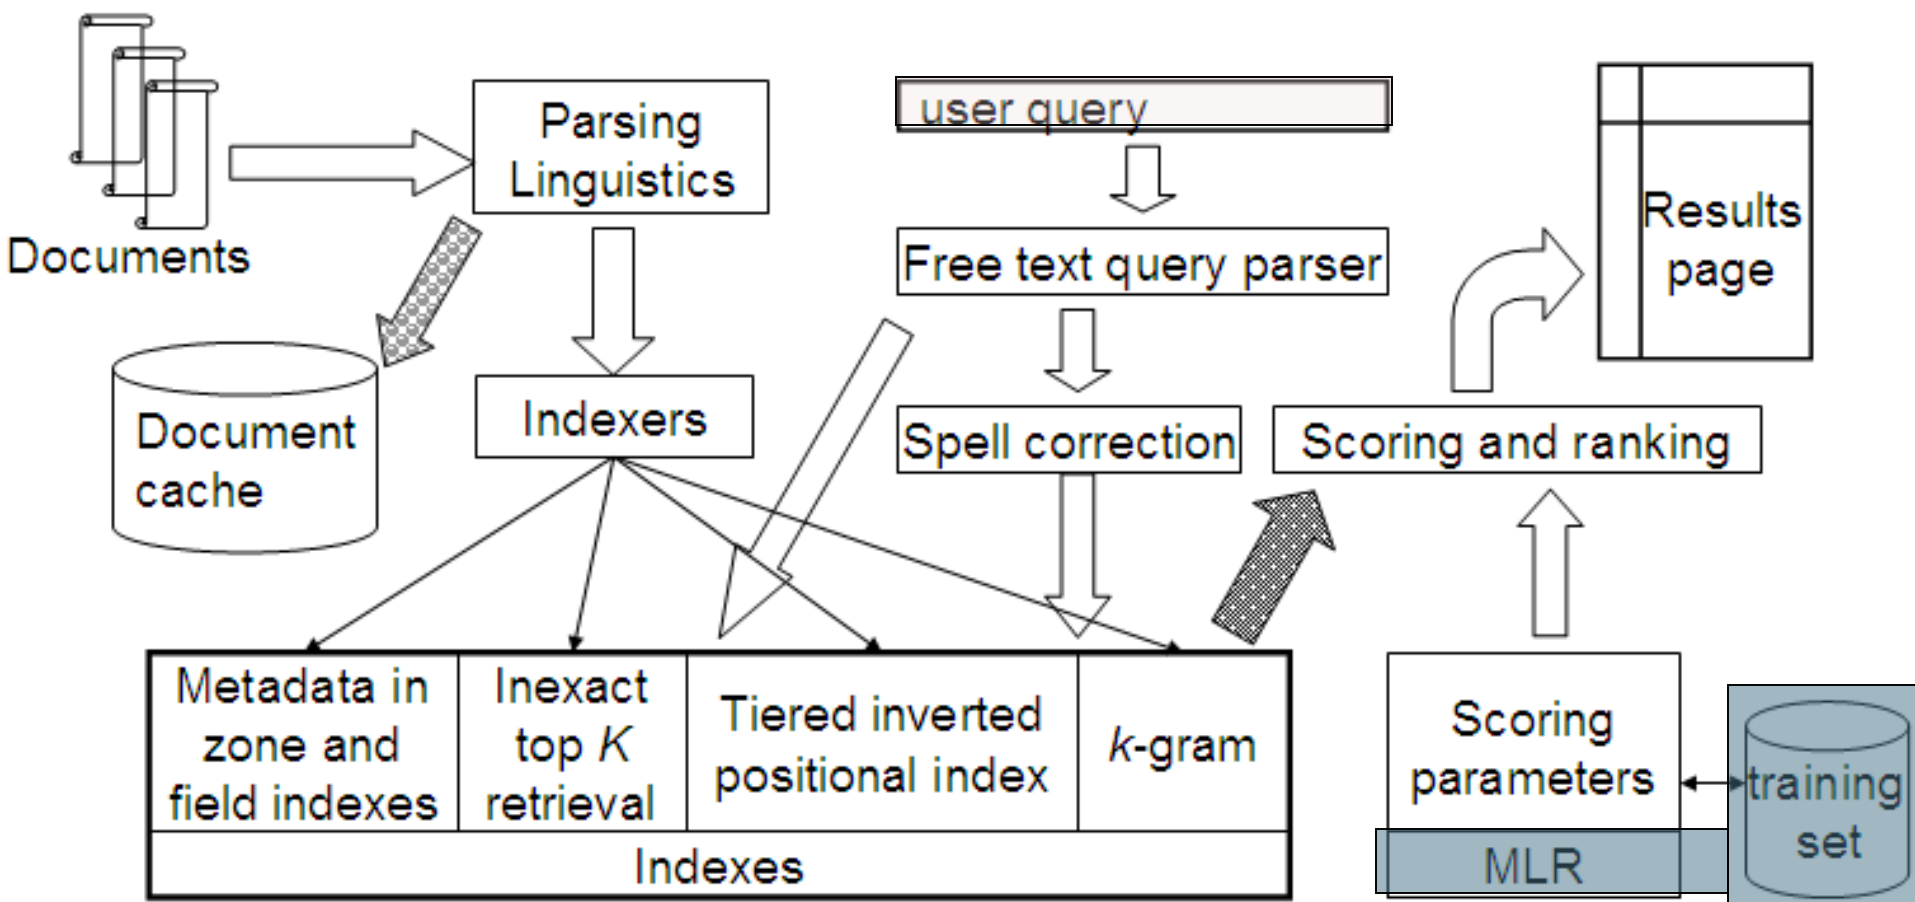 Documents
Parsing
Linguistics
user query
Free text query parser
Results
page
Document
cache
Indexers
Spell correction
Scoring and ranking
Metadata in
zone and
field indexes
Inexact
top K
retrieval
Tiered inverted
positional index
k-gram
Indexes
Scoring
parameters
MLR
training
set